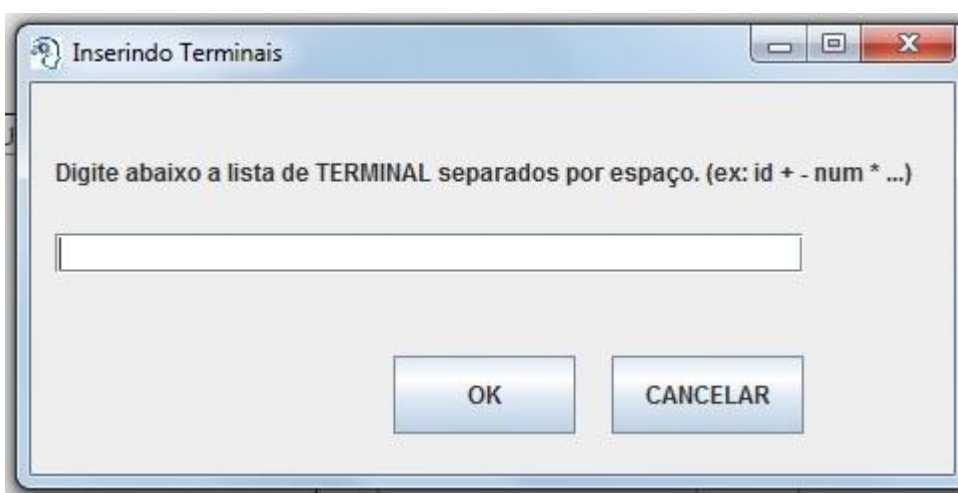 Inserindo Terminais
Digite abaixo a lista de TERMINAL separados por espaço. (ex: id + - num * ...)
OK
CANCELAR